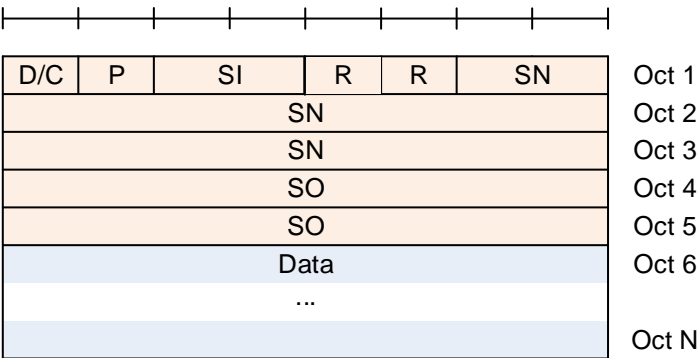 D/C P SI R R SN Oct 1
SN Oct 2
SN Oct 3
SO Oct 4
SO Oct 5
Data Oct 6
...
Oct N